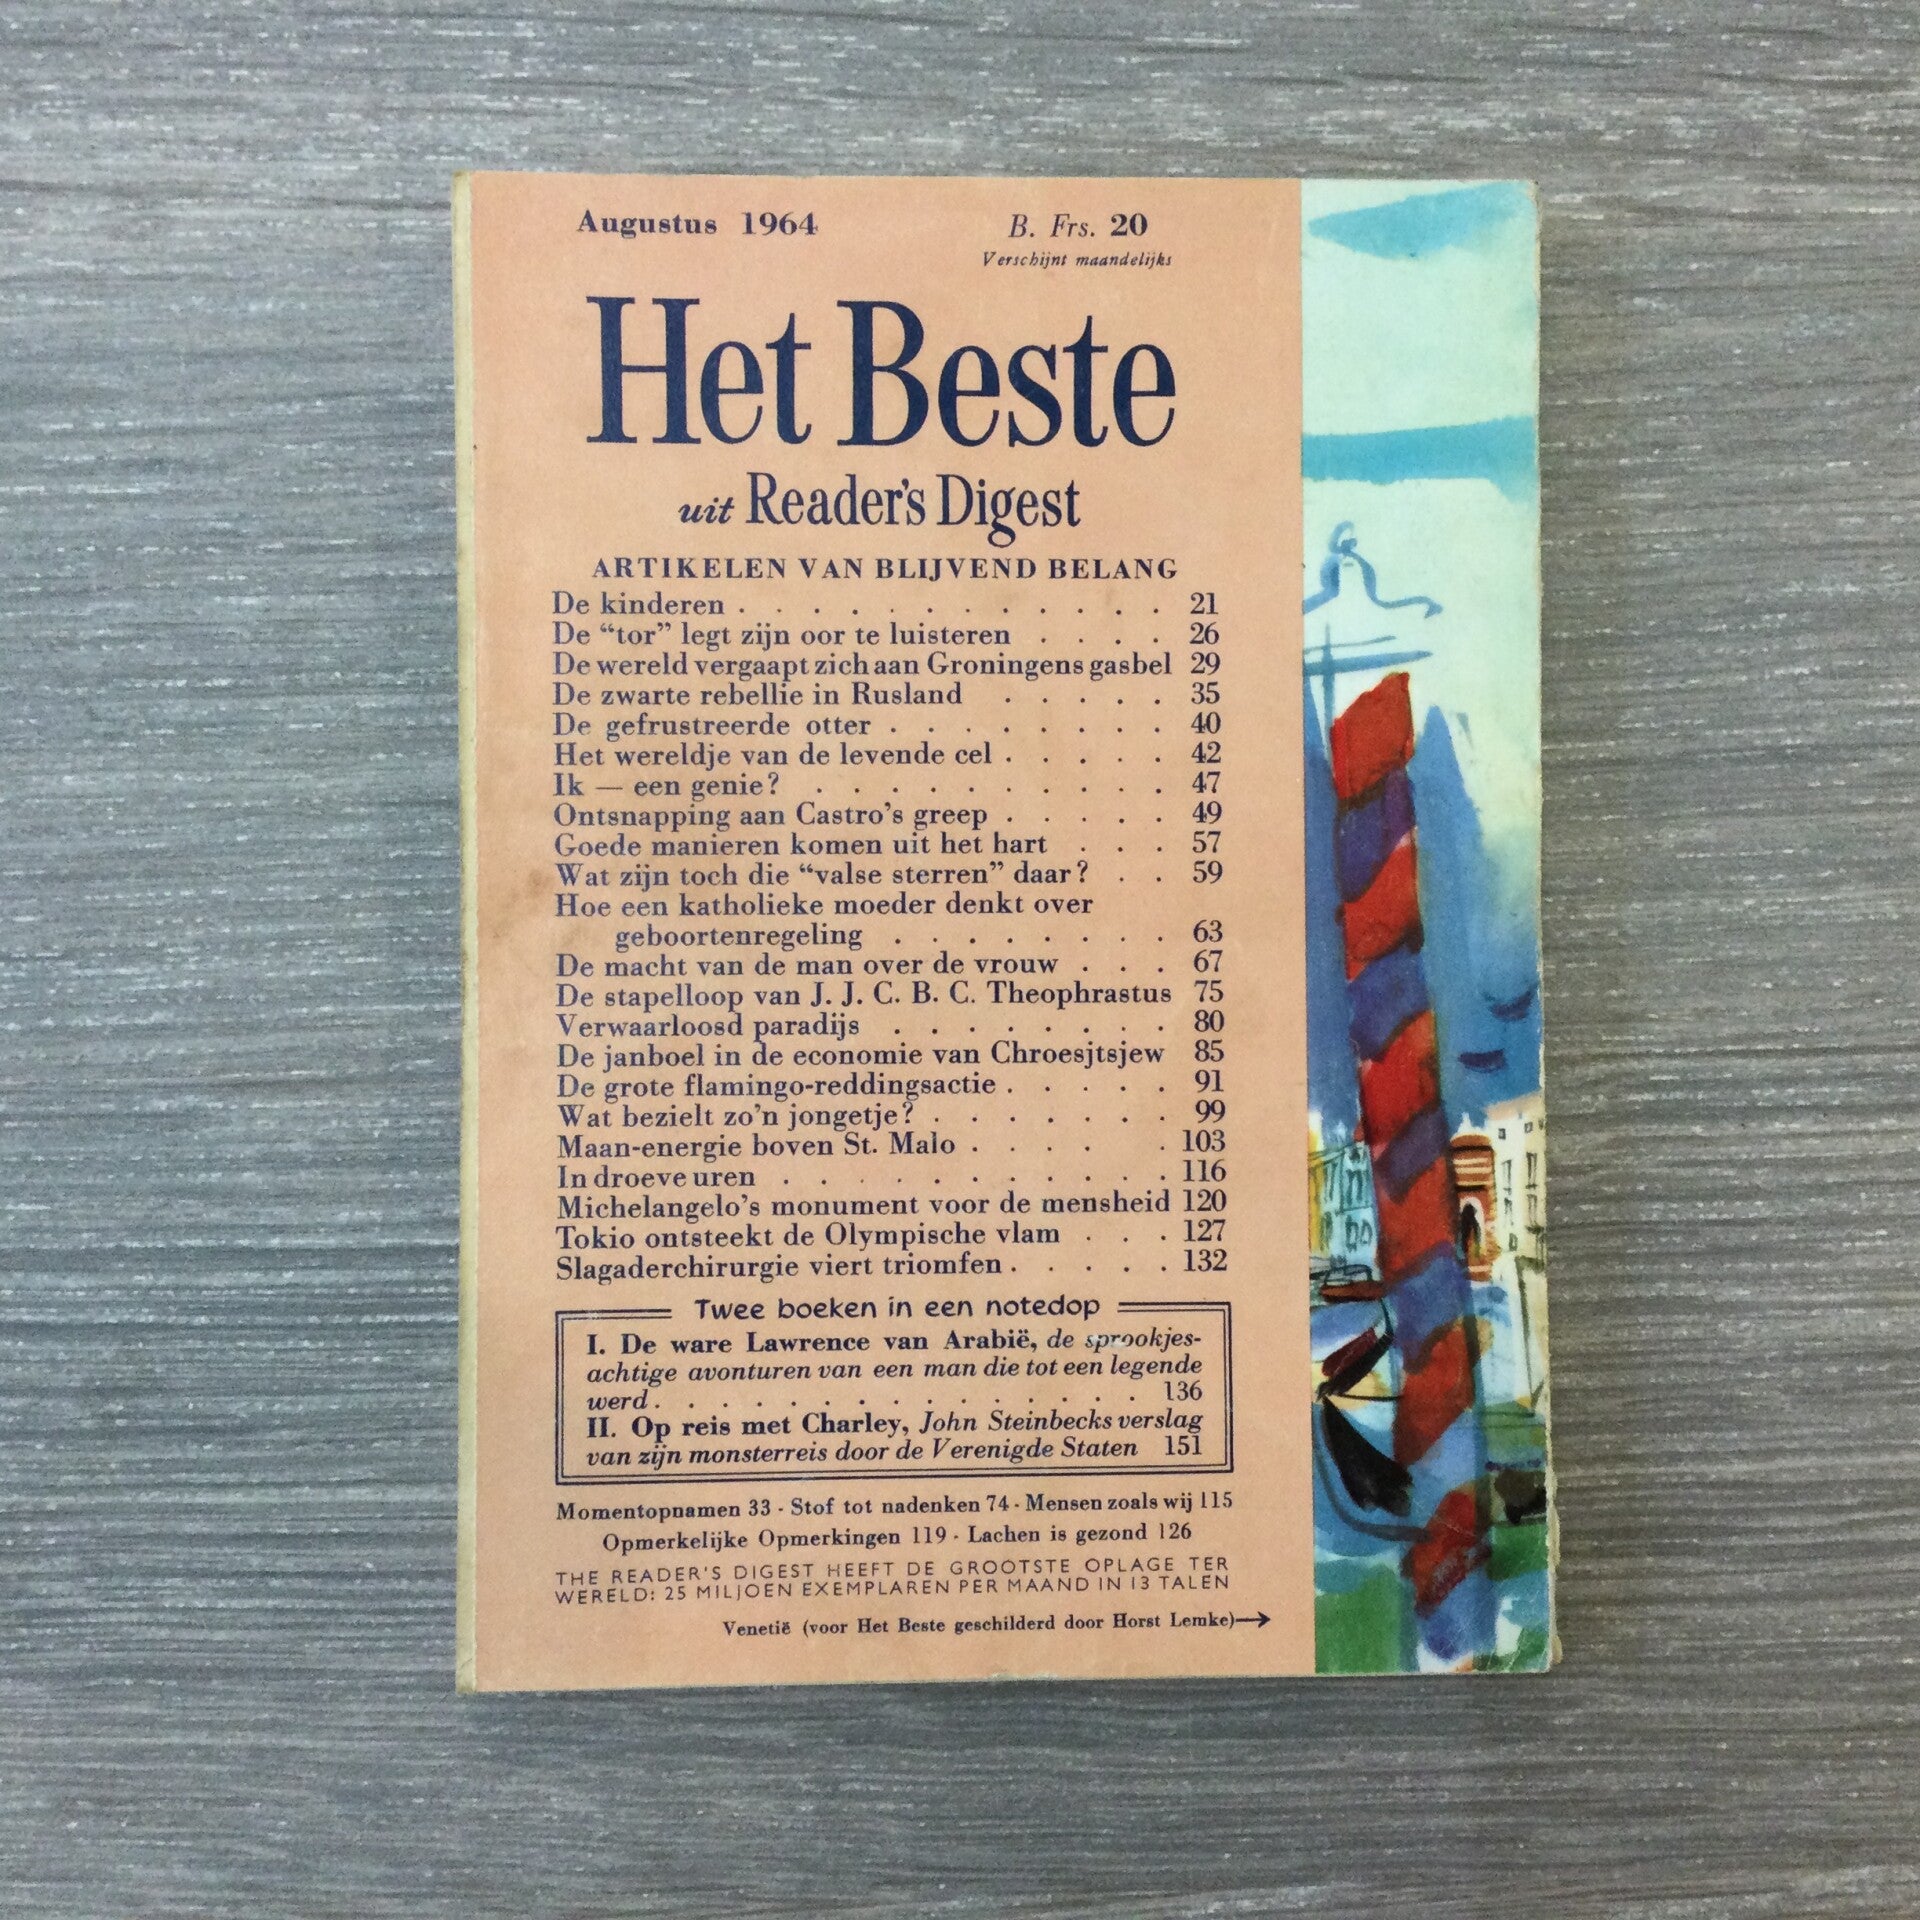 Augustus 1964
B. Frs. 20
Verschijnt maandelijks
Het Beste
uit Reader's Digest
ARTIKELEN VAN BLIJVEND BELANG
De kinderen . . . . . . . . . . . . 21
De “tor” legt zijn oor te luisteren . . . . 26
De wereld vergaapt zich aan Groningens gasbel 29
De zwarte rebellie in Rusland . . . . . 35
De gefrustreerde otter . . . . . . . . 40
Het wereldje van de levende cel . . . . . 42
Ik — een genie? . . . . . . . . . . 47
Ontsnapping aan Castro's greep . . . . . 49
Goede manieren komen uit het hart . . . 57
Wat zijn toch die “valse sterren” daar? . . 59
Hoe een katholieke moeder denkt over
geboortenregeling . . . . . . . . 63
De macht van de man over de vrouw . . . 67
De stapelloop van J. J. C. B. C. Theophrastus 75
Verwaarloosd paradijs . . . . . . . . 80
De janboel in de economie van Chroesjtsjew 85
De grote flamingo-reddingsactie . . . . . 91
Wat bezielt zo'n jongetje? . . . . . . . 99
Maan-energie boven St. Malo . . . . . 103
In droeve uren . . . . . . . . . . . 116
Michelangelo's monument voor de mensheid 120
Tokio ontsteekt de Olympische vlam . . . 127
Slagaderchirurgie viert triomfen . . . . . 132
Twee boeken in een notedop
I. De ware Lawrence van Arabië, de sprookjes-
achtige avonturen van een man die tot een legende
werd . . . . . . . . . . . . . 136
II. Op reis met Charley, John Steinbecks verslag
van zijn monsterreis door de Verenigde Staten 151
Momentopnamen 33 - Stof tot nadenken 74 - Mensen zoals wij 115
Opmerkelijke Opmerkingen 119 - Lachen is gezond 126
THE READER'S DIGEST HEEFT DE GROOTSTE OPLAGE TER
WERELD: 25 MILJOEN EXEMPLAREN PER MAAND IN 13 TALEN
Venetië (voor Het Beste geschilderd door Horst Lemke)→